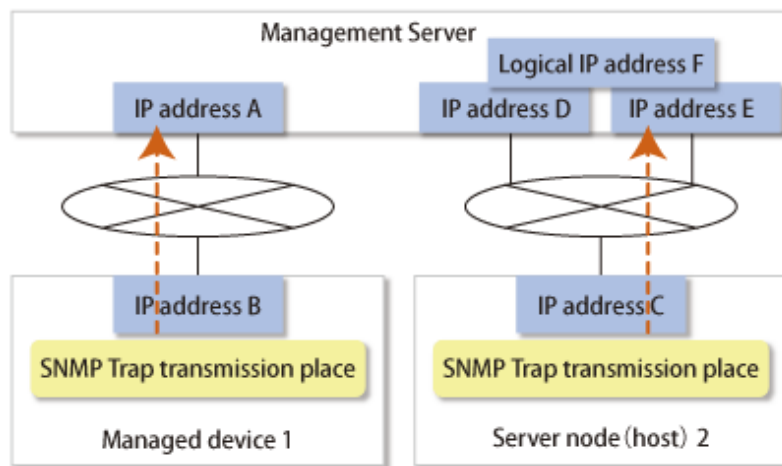 Management Server
Logical IP address F
IP address A
IP address D
IP address E
IP address B
IP address C
SNMP Trap transmission place
SNMP Trap transmission place
Managed device 1
Server node (host) 2